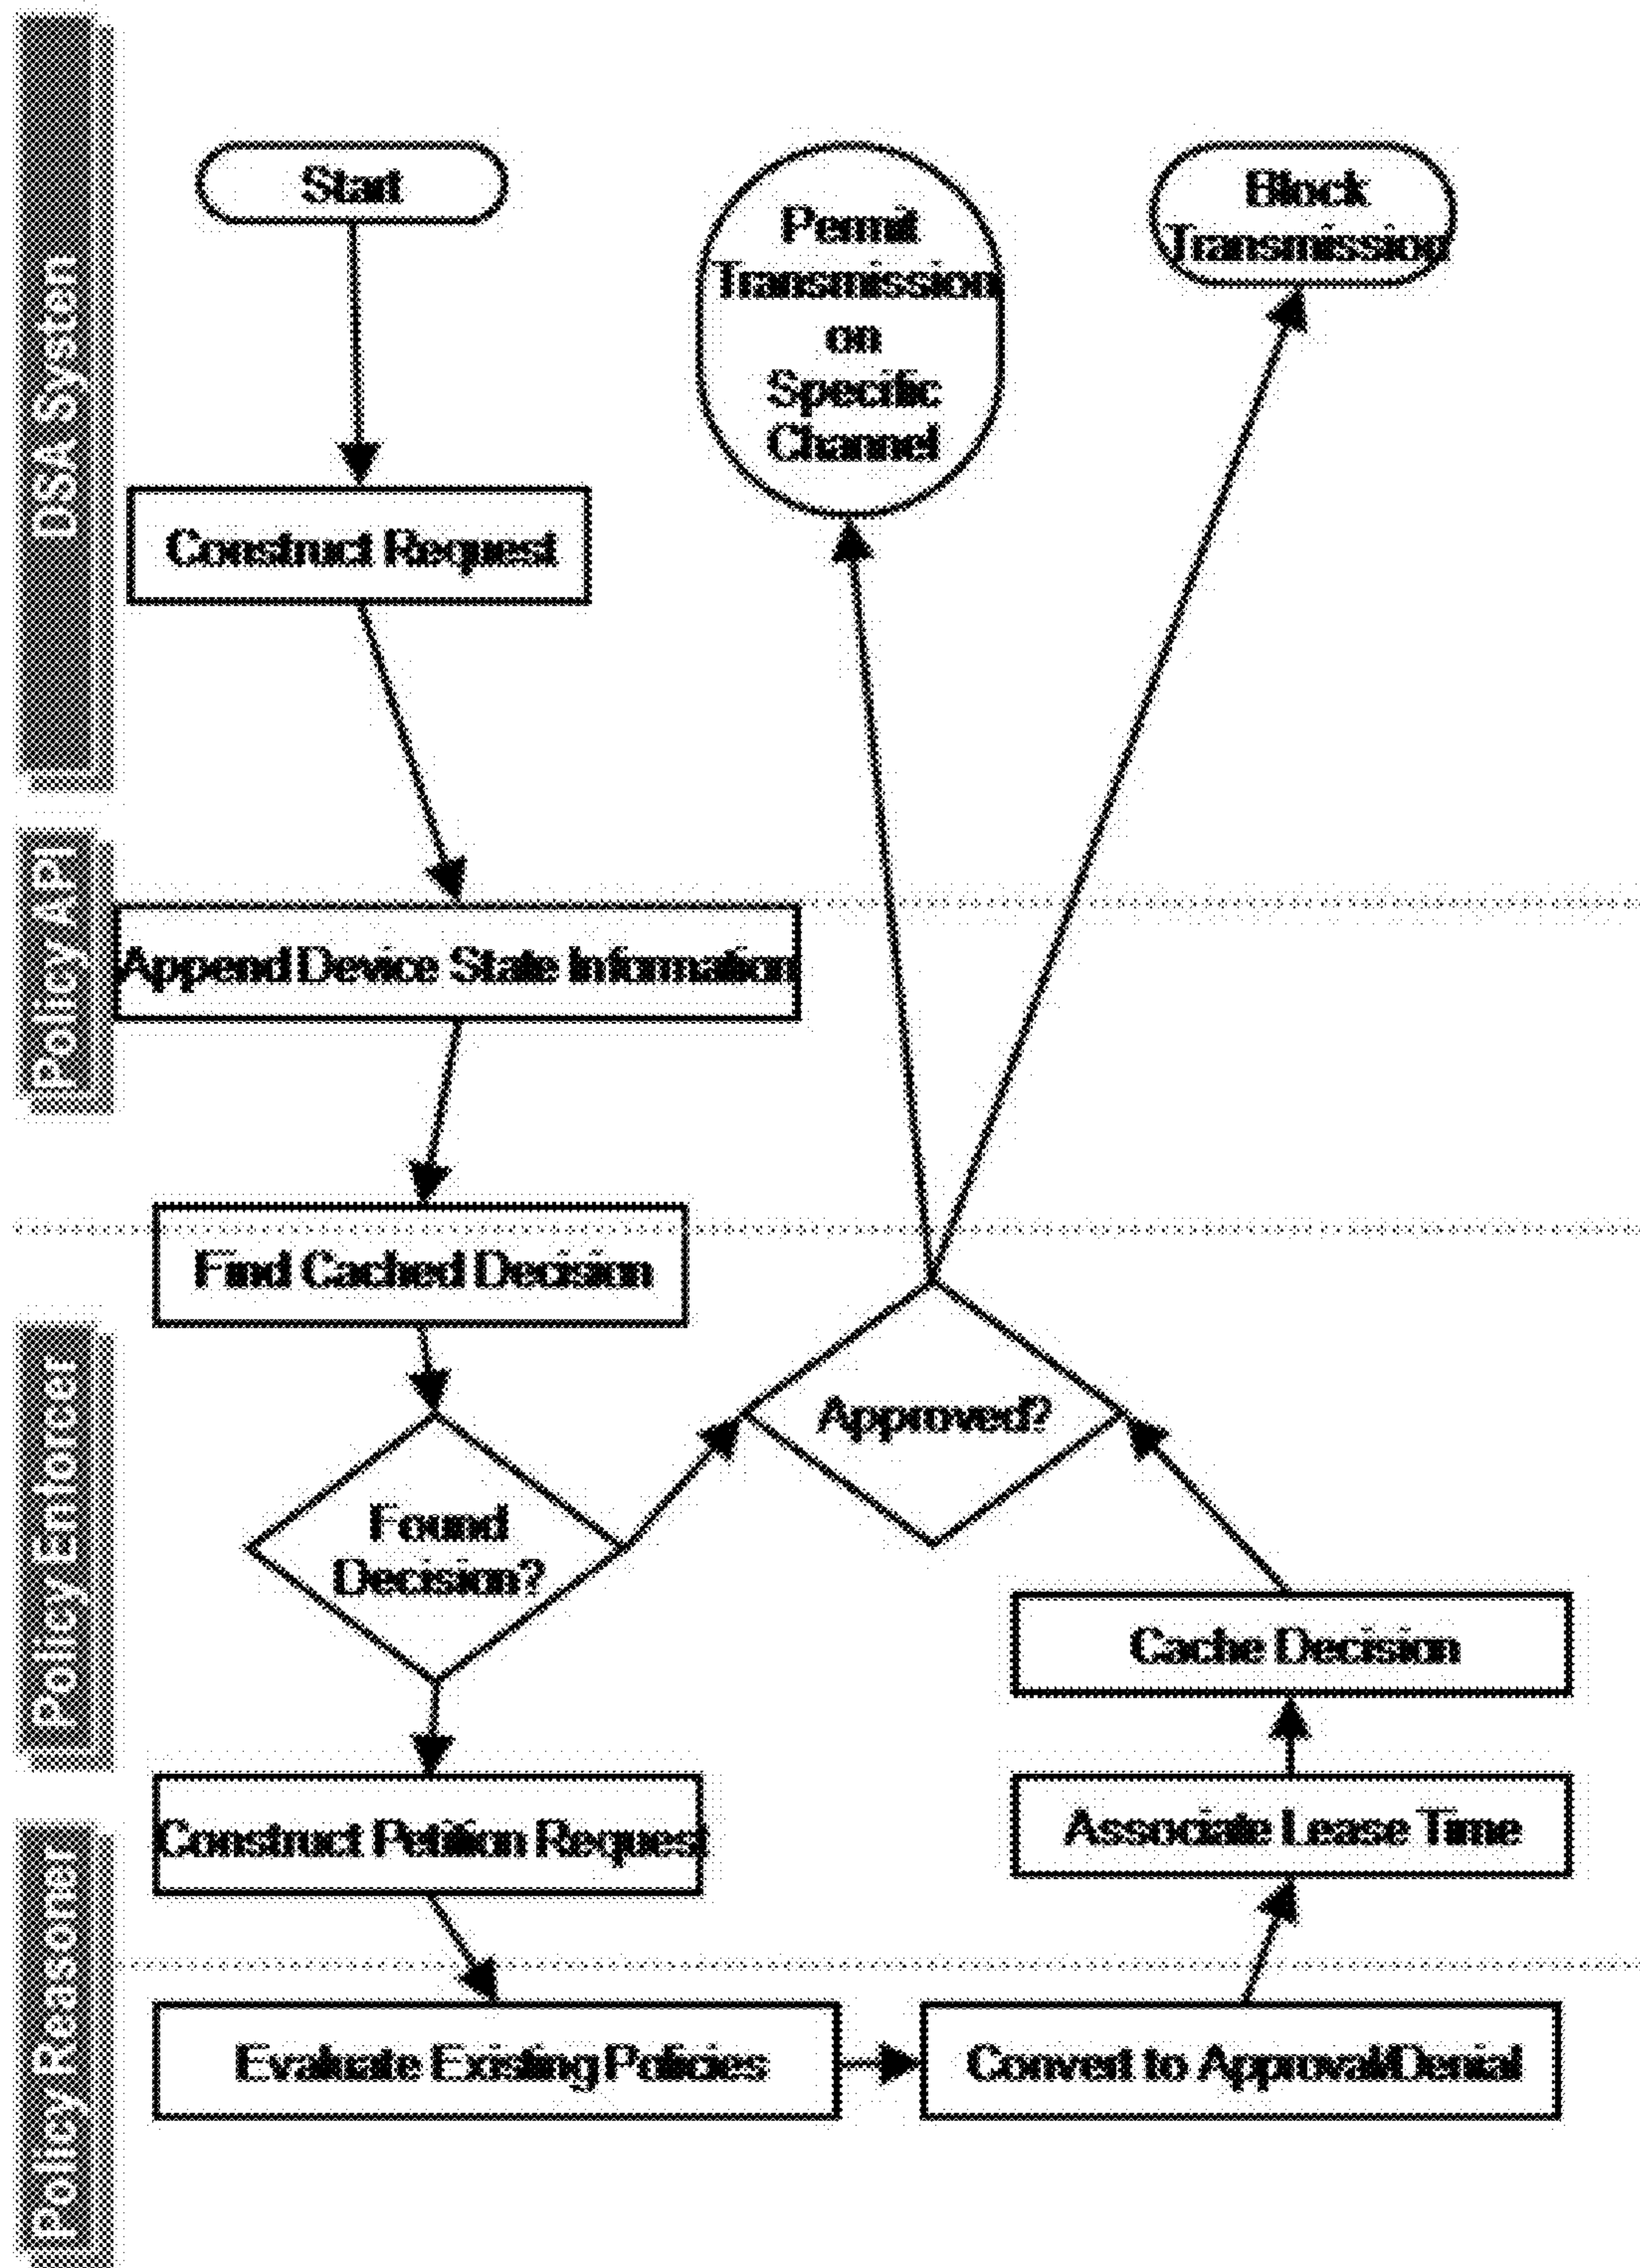 DSA System
Start
Permit
Transmission
on
Specific
Channel
Block
Transmission
Construct Request
Policy API
Append Device State Information
Find Cached Decision
Policy Enforcer
Approved?
Found
Decision?
Cache Decision
Construct Petition Request
Associate Lease Time
Policy Reasoner
Evaluate Existing Policies
Convert to Approval/Denial